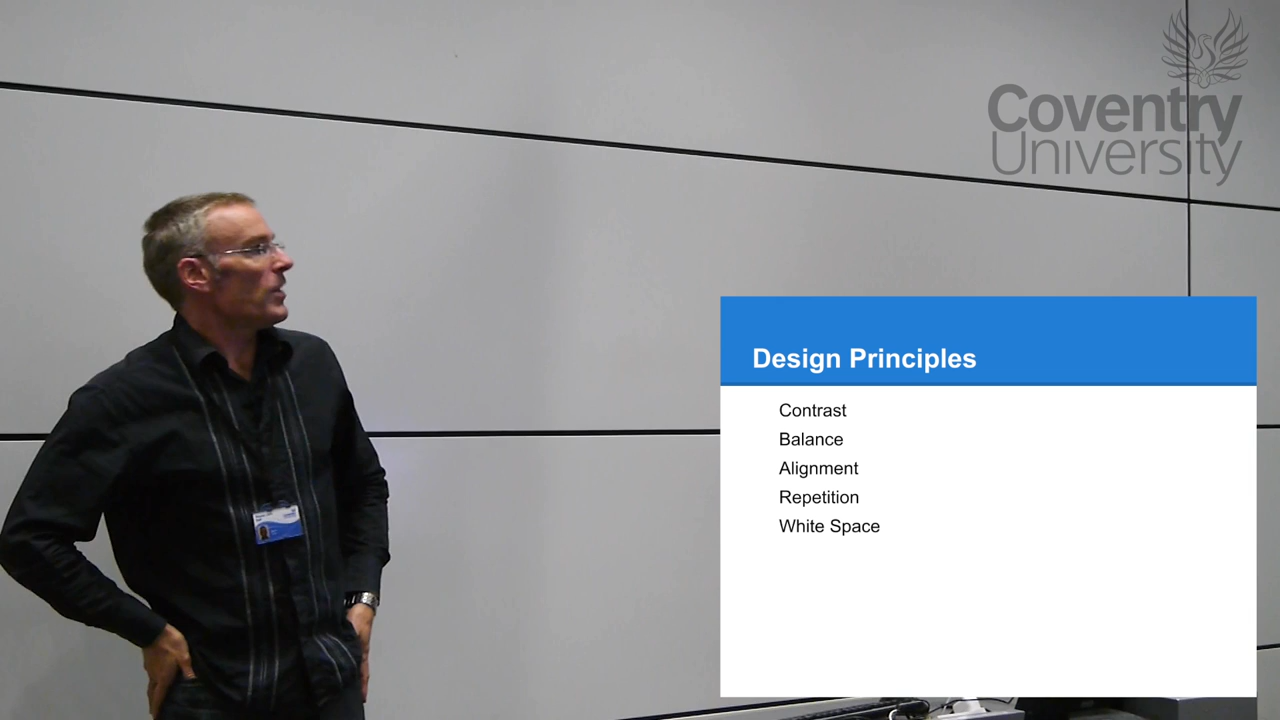 Coventry
University
Design Principles
Contrast
Balance
Alignment
Repetition
White Space